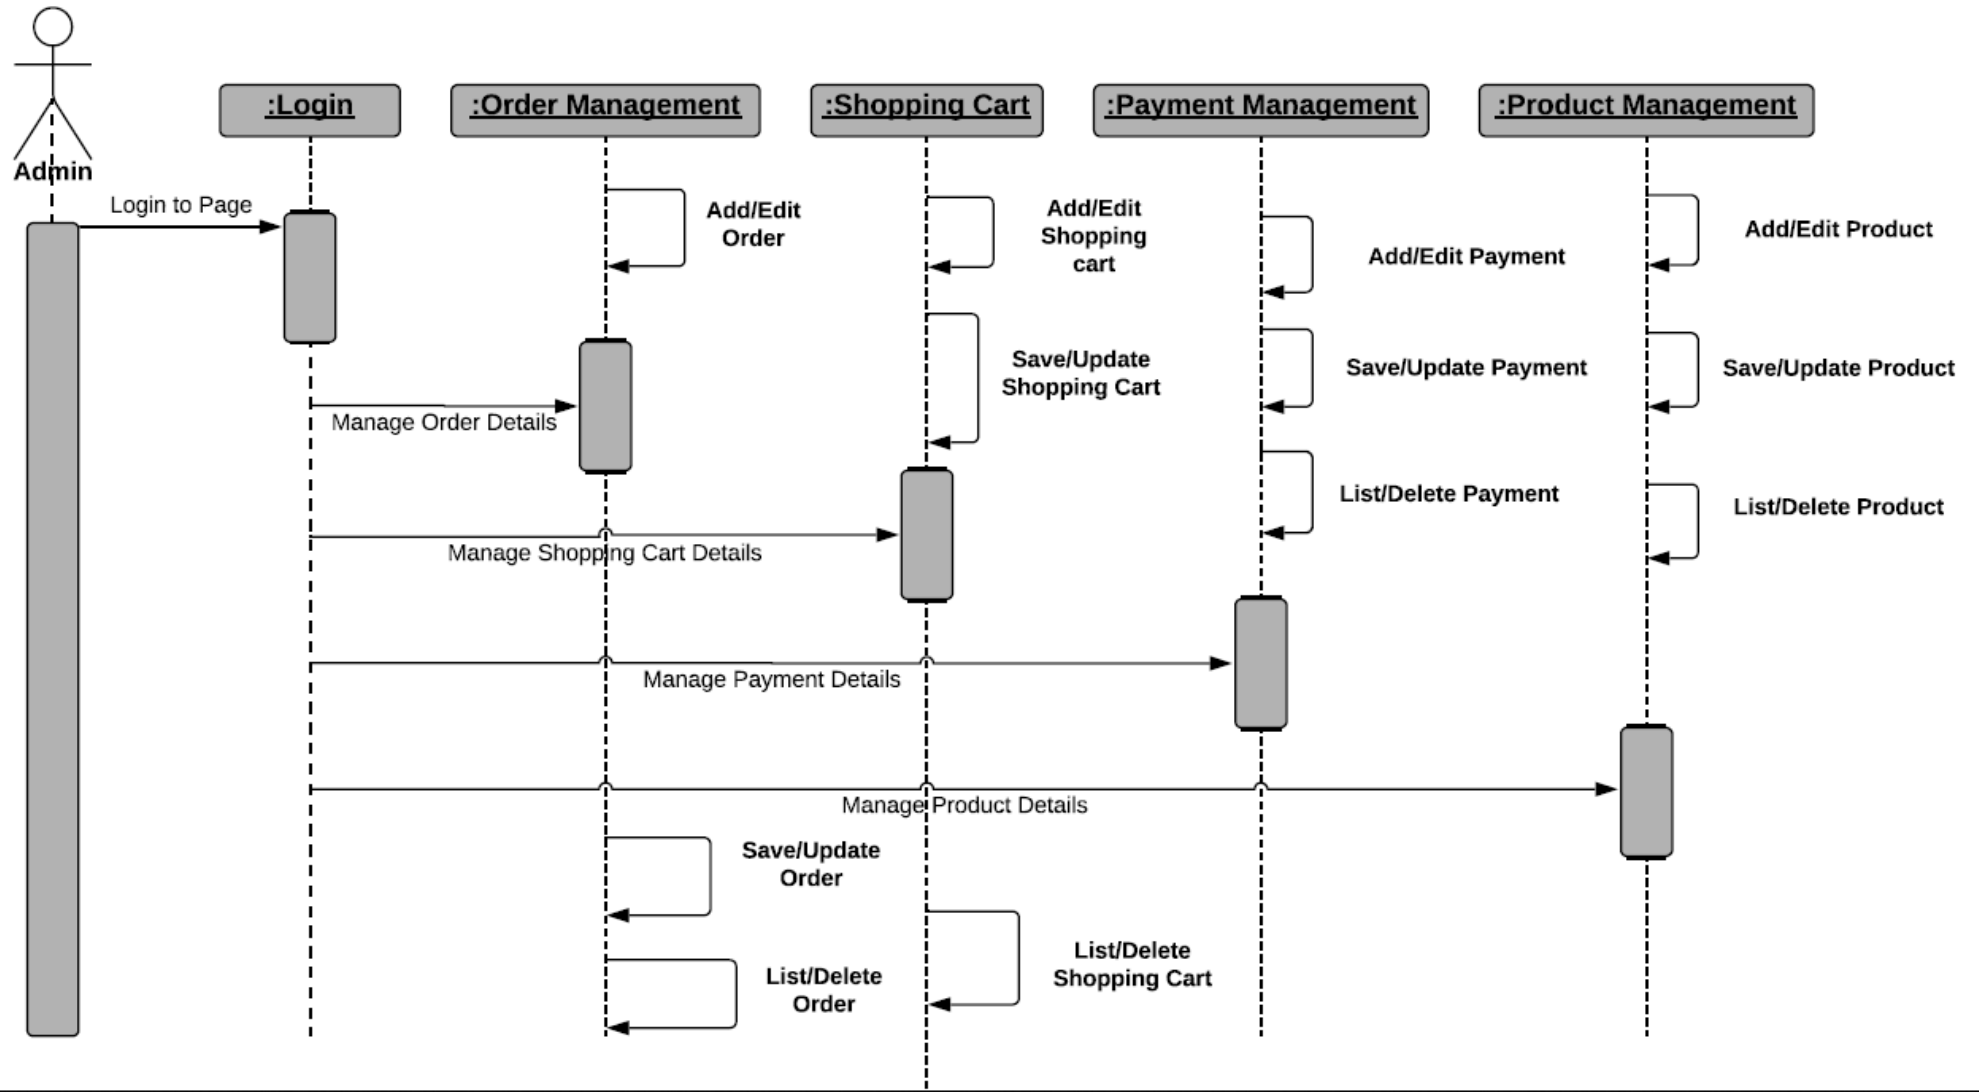 :Login
:Order Management
:Shopping Cart
:Payment Management
:Product Management
Admin
Login to Page
Add/Edit
Order
Add/Edit
Shopping
cart
Add/Edit Payment
Add/Edit Product
Save/Update
Shopping Cart
Save/Update Payment
Save/Update Product
Manage Order Details
List/Delete Payment
List/Delete Product
Manage Shopping Cart Details
Manage Payment Details
Manage Product Details
Save/Update
Order
List/Delete
Shopping Cart
List/Delete
Order